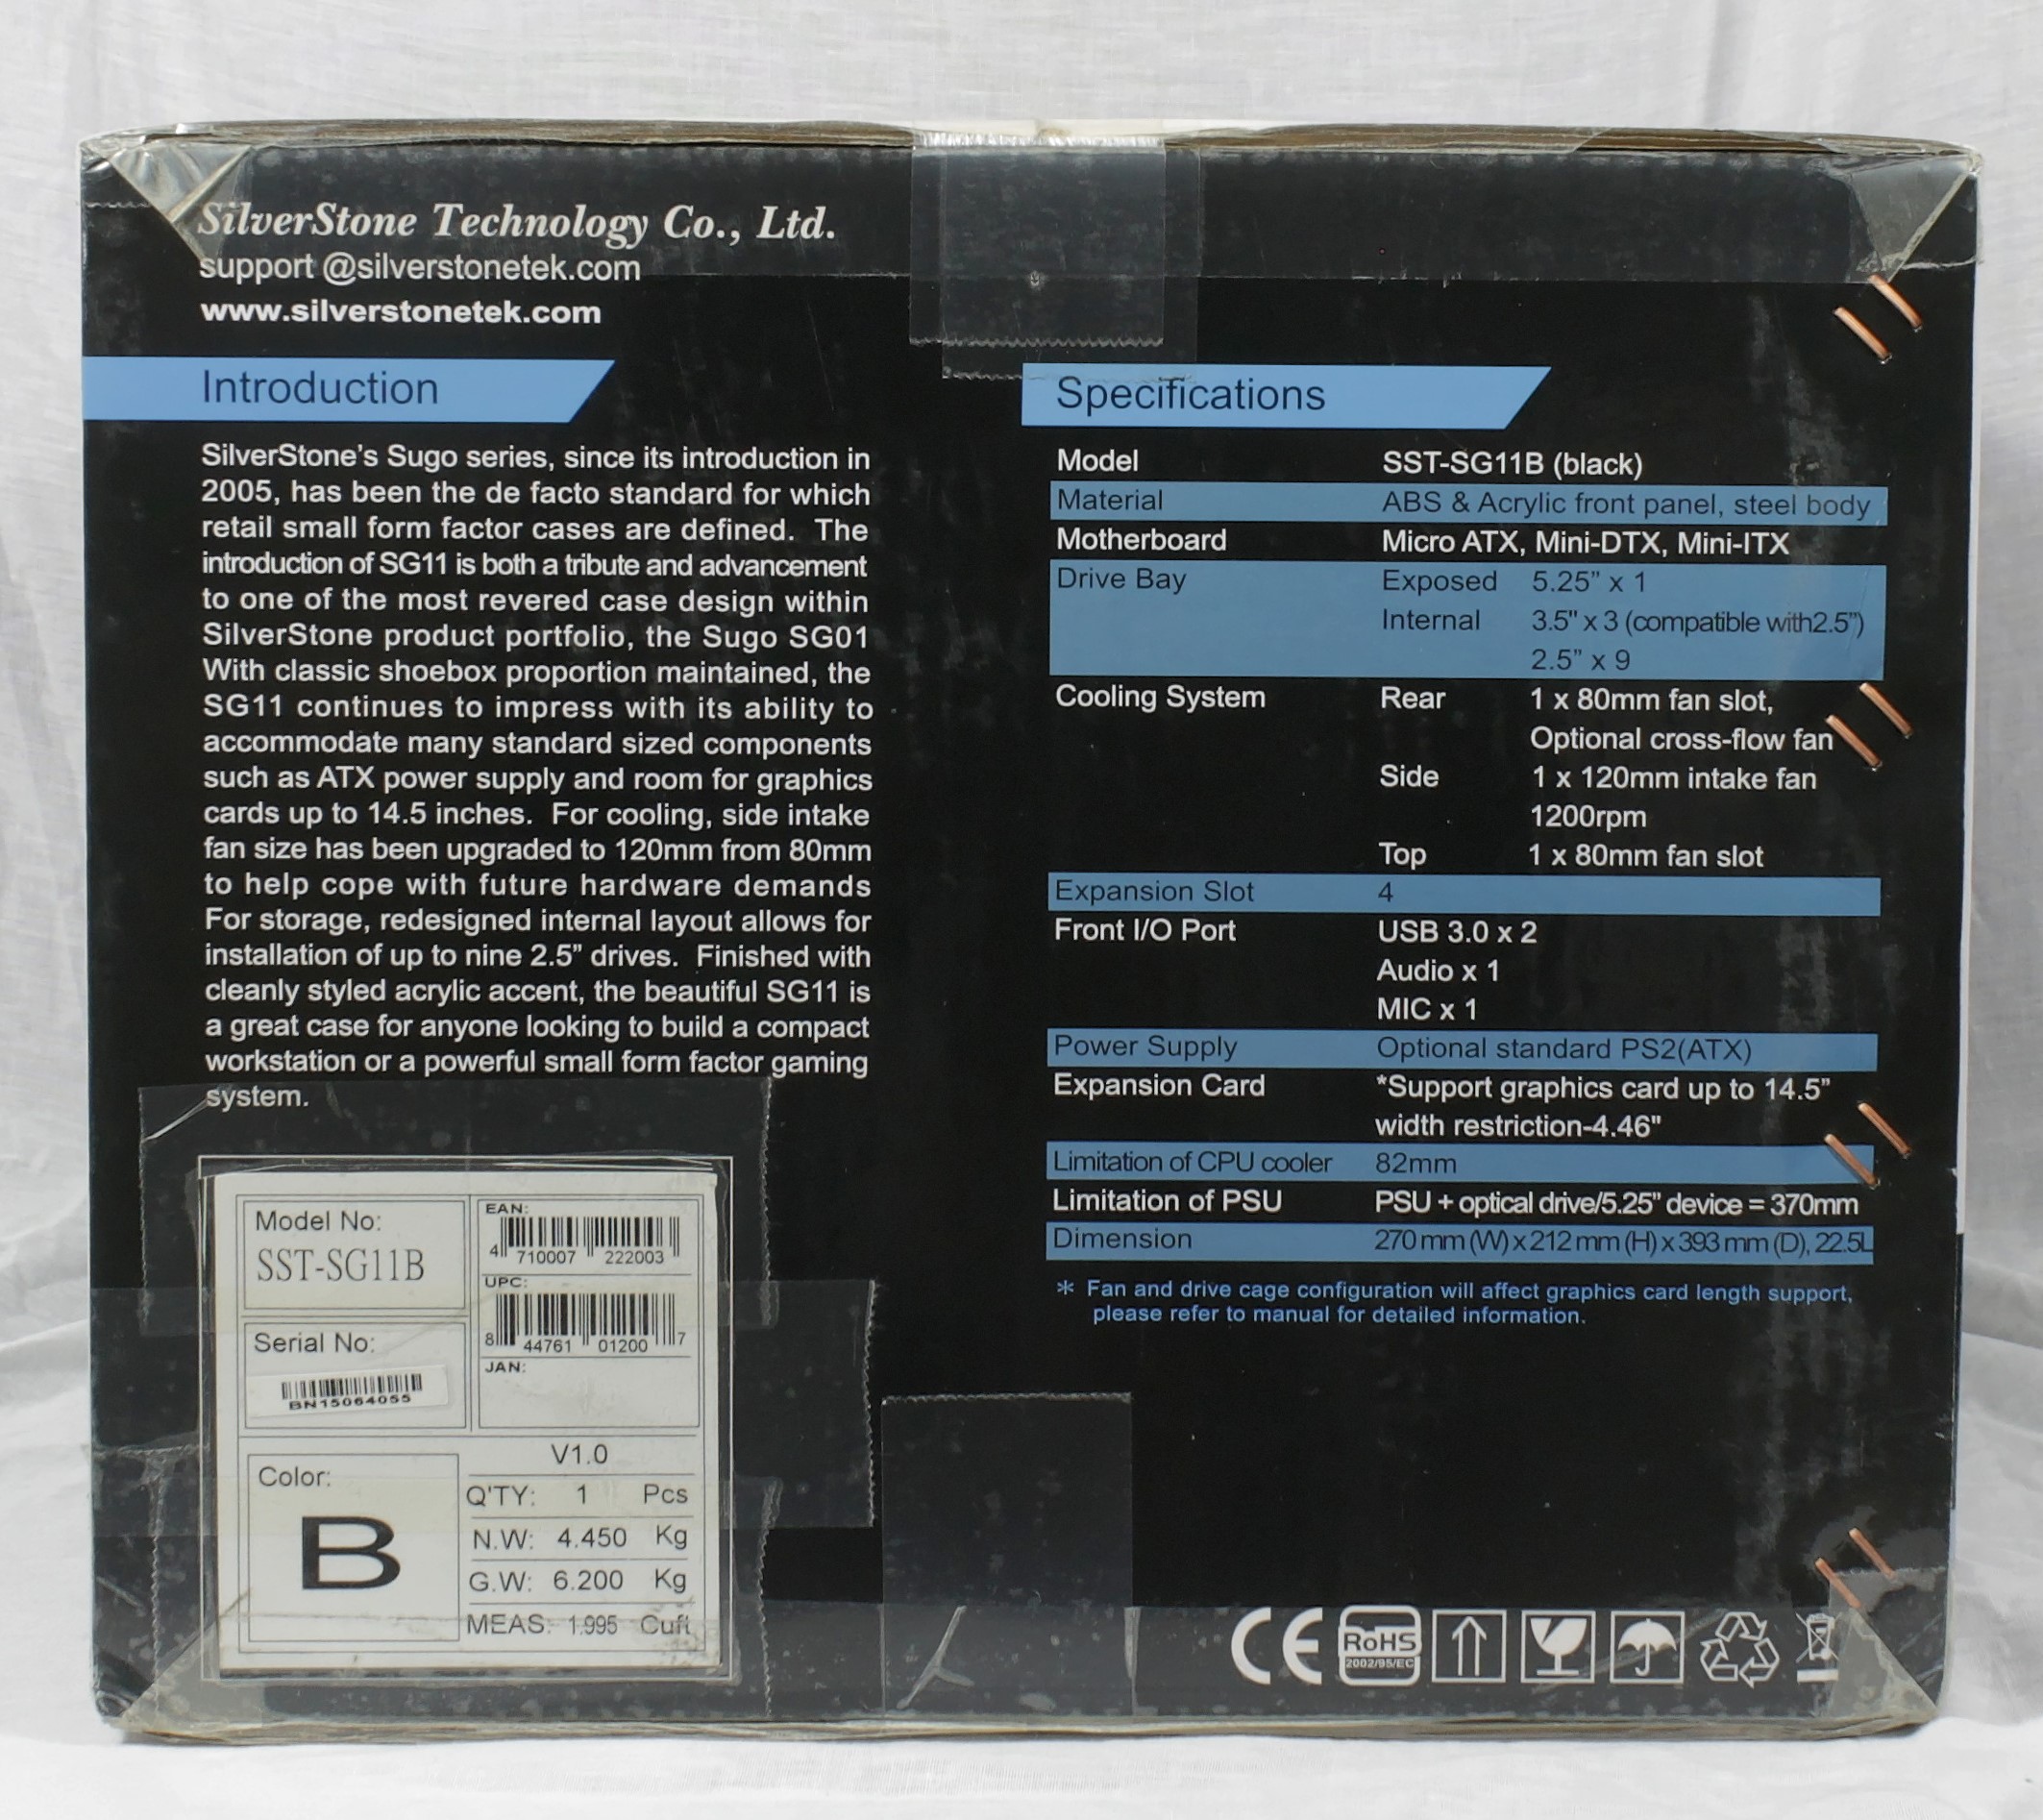 SilverStone Technology Co., Ltd.
support @silverstonetek.com
www.silverstonetek.com
Introduction
SilverStone's Sugo series, since its introduction in
2005, has been the de facto standard for which
retail small form factor cases are defined. The
introduction of SG11 is both a tribute and advancement
to one of the most revered case design within
SilverStone product portfolio, the Sugo SG01
With classic shoebox proportion maintained, the
SG11 continues to impress with its ability to
accommodate many standard sized components
such as ATX power supply and room for graphics
cards up to 14.5 inches. For cooling, side intake
fan size has been upgraded to 120mm from 80mm
to help cope with future hardware demands
For storage, redesigned internal layout allows for
installation of up to nine 2.5” drives. Finished with
cleanly styled acrylic accent, the beautiful SG11 is
a great case for anyone looking to build a compact
workstation or a powerful small form factor gaming
system.
Specifications
Model SST-SG11B (black)
Material ABS & Acrylic front panel, steel body
Motherboard Micro ATX, Mini-DTX, Mini-ITX
Drive Bay Exposed 5.25” x 1
Internal 3.5" x 3 (compatible with2.5”)
2.5” x 9
Cooling System Rear 1 x 80mm fan slot,
Optional cross-flow fan
Side 1 x 120mm intake fan
1200rpm
Top 1 x 80mm fan slot
Expansion Slot 4
Front I/O Port USB 3.0 x 2
Audio x 1
MIC x 1
Power Supply Optional standard PS2(ATX)
Expansion Card *Support graphics card up to 14.5”
width restriction-4.46"
Limitation of CPU cooler 82mm
Limitation of PSU PSU + optical drive/5.25” device = 370mm
Dimension 270 mm (W) x 212 mm (H) x 393 mm (D), 22.5L
* Fan and drive cage configuration will affect graphics card length support,
please refer to manual for detailed information.
Model No:
SST-SG11B
Serial No:
BN15064055
EAN:
4 710007 222003
UPC:
8 44761 01200 7
JAN:
Color:
B
V1.0
Q'TY: 1 Pcs
N.W: 4.450 Kg
G.W: 6.200 Kg
MEAS: 1.995 Cuft
CE
RoHS
2002/95/EC